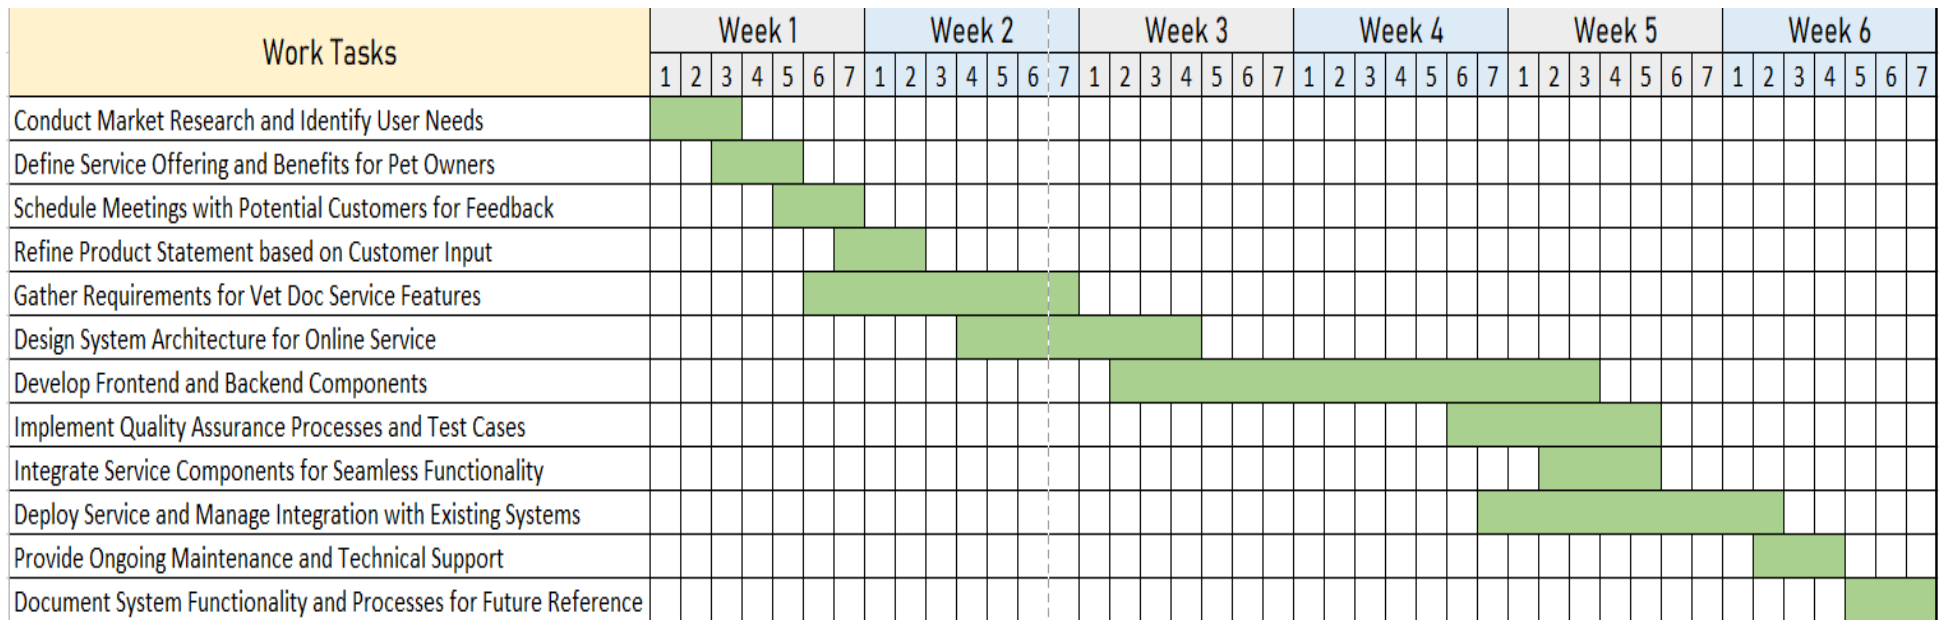 Work Tasks
Week 1 Week 2 Week 3 Week 4 Week 5 Week 6
1 2 3 4 5 6 7 1 2 3 4 5 6 7 1 2 3 4 5 6 7 1 2 3 4 5 6 7 1 2 3 4 5 6 7 1 2 3 4 5 6 7
Conduct Market Research and Identify User Needs
Define Service Offering and Benefits for Pet Owners
Schedule Meetings with Potential Customers for Feedback
Refine Product Statement based on Customer Input
Gather Requirements for Vet Doc Service Features
Design System Architecture for Online Service
Develop Frontend and Backend Components
Implement Quality Assurance Processes and Test Cases
Integrate Service Components for Seamless Functionality
Deploy Service and Manage Integration with Existing Systems
Provide Ongoing Maintenance and Technical Support
Document System Functionality and Processes for Future Reference